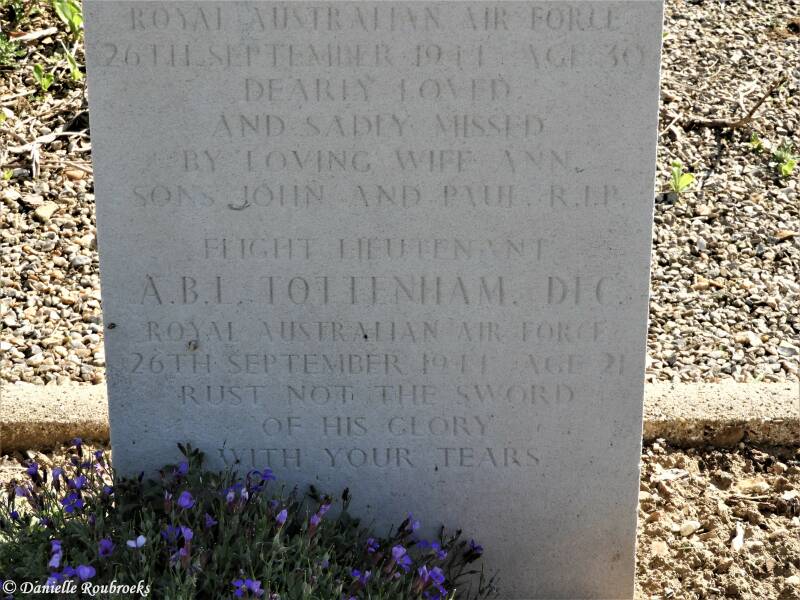 ROYAL AUSTRALIAN AIR FORCE
26TH SEPTEMBER 1944 AGE 30
DEARLY LOVED
AND SADLY MISSED
BY LOVING WIFE ANN,
SONS JOHN AND PAUL. R.I.P.
FLIGHT LIEUTENANT
A.B.L. TOTTENHAM, DFC.
ROYAL AUSTRALIAN AIR FORCE
26TH SEPTEMBER 1944 AGE 21
RUST NOT THE SWORD
OF HIS GLORY
WITH YOUR TEARS
© Danielle Roubroeks